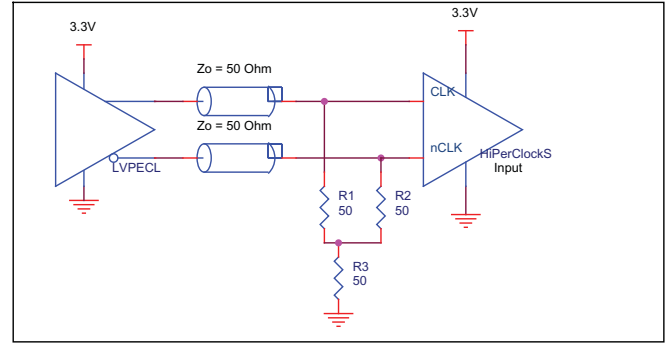 3.3V
3.3V
Zo = 50 Ohm
CLK
Zo = 50 Ohm
nCLK
HiPerClockS
Input
LVPECL
R1
50
R2
50
R3
50